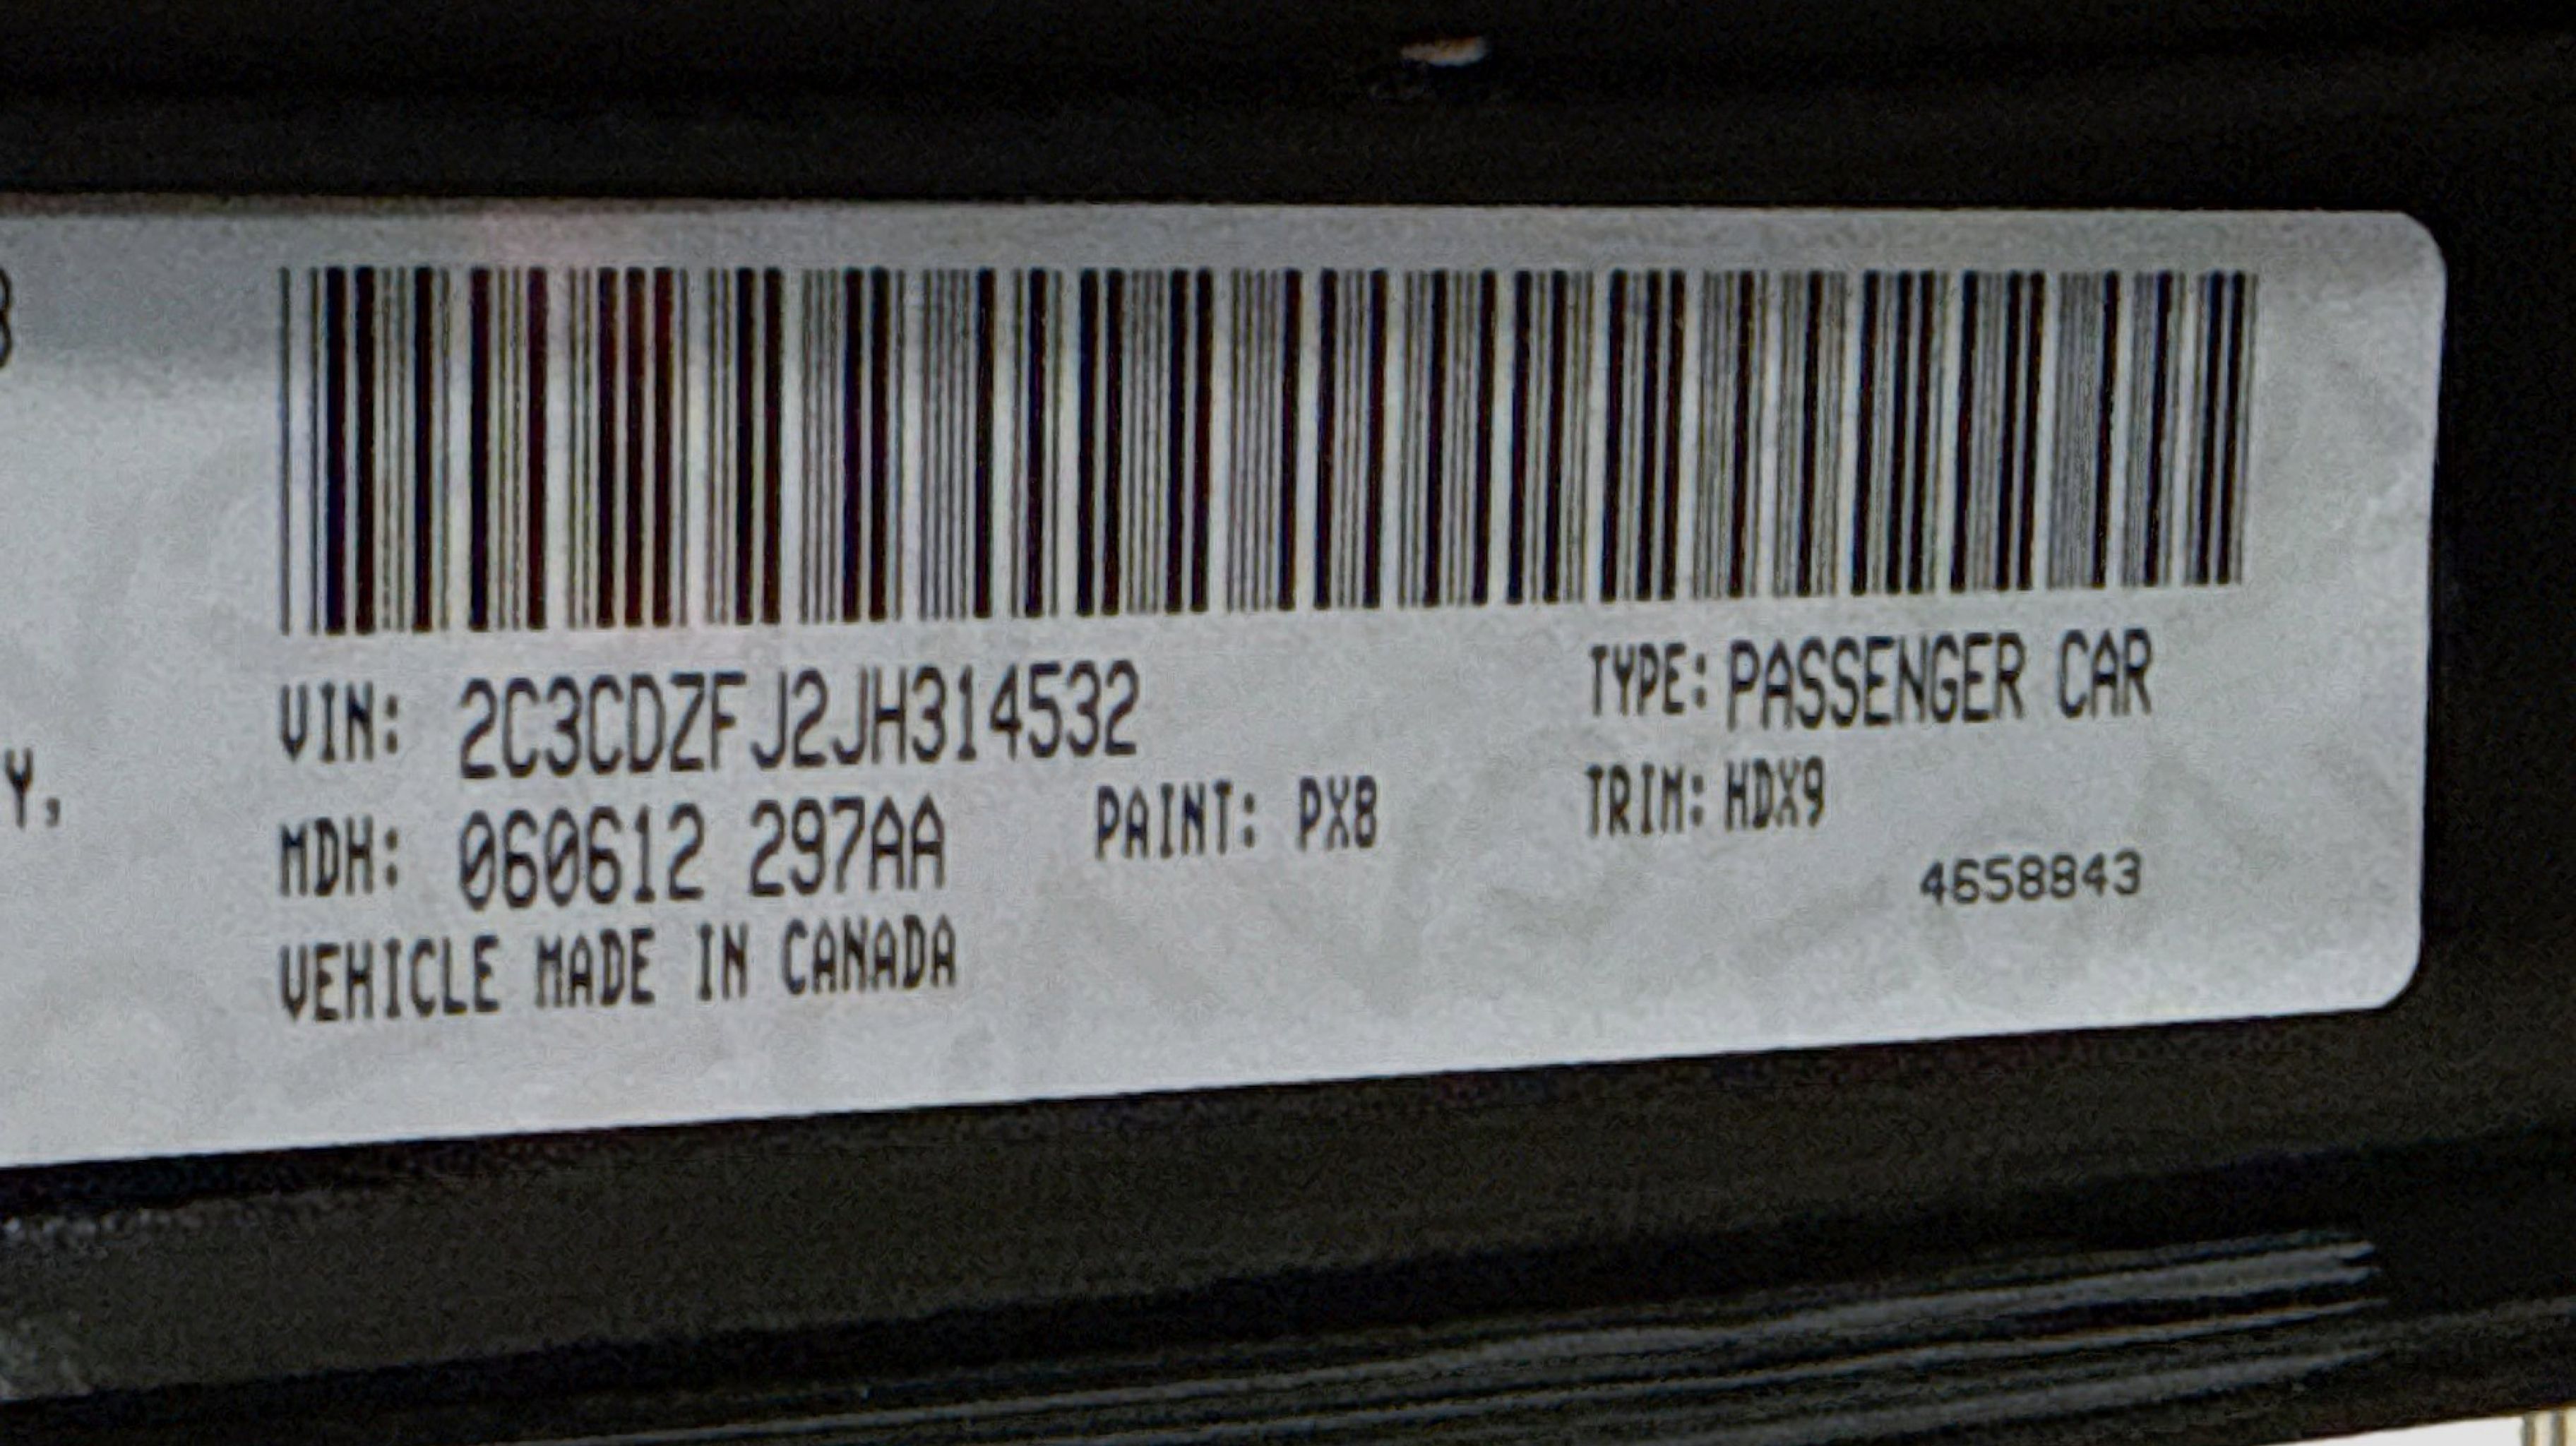 VIN: 2C3CDZFJ2JH314532
TYPE: PASSENGER CAR
Y,
MDH: 060612 297AA
PAINT: PX8
TRIM: HDX9
4658843
VEHICLE MADE IN CANADA